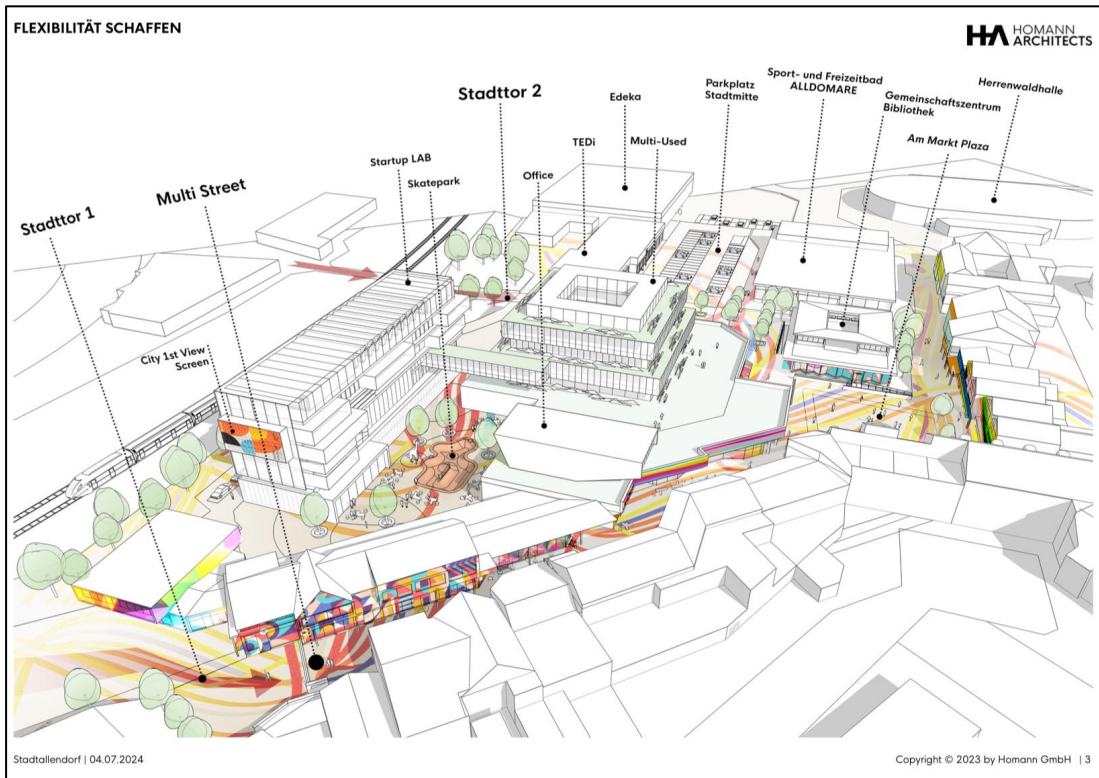 FLEXIBILITÄT SCHAFFEN
HA HOMANN
ARCHITECTS
Stadttor 1
Multi Street
City 1st View
Screen
Startup LAB
Skatepark
Stadttor 2
Office
TEDi
Edeka
Multi-Used
Parkplatz
Stadtmitte
Sport- und Freizeitbad
ALLDOMARE
Gemeinschaftszentrum
Bibliothek
Am Markt Plaza
Herrenwaldhalle
Stadtallendorf | 04.07.2024
Copyright © 2023 by Homann GmbH | 3